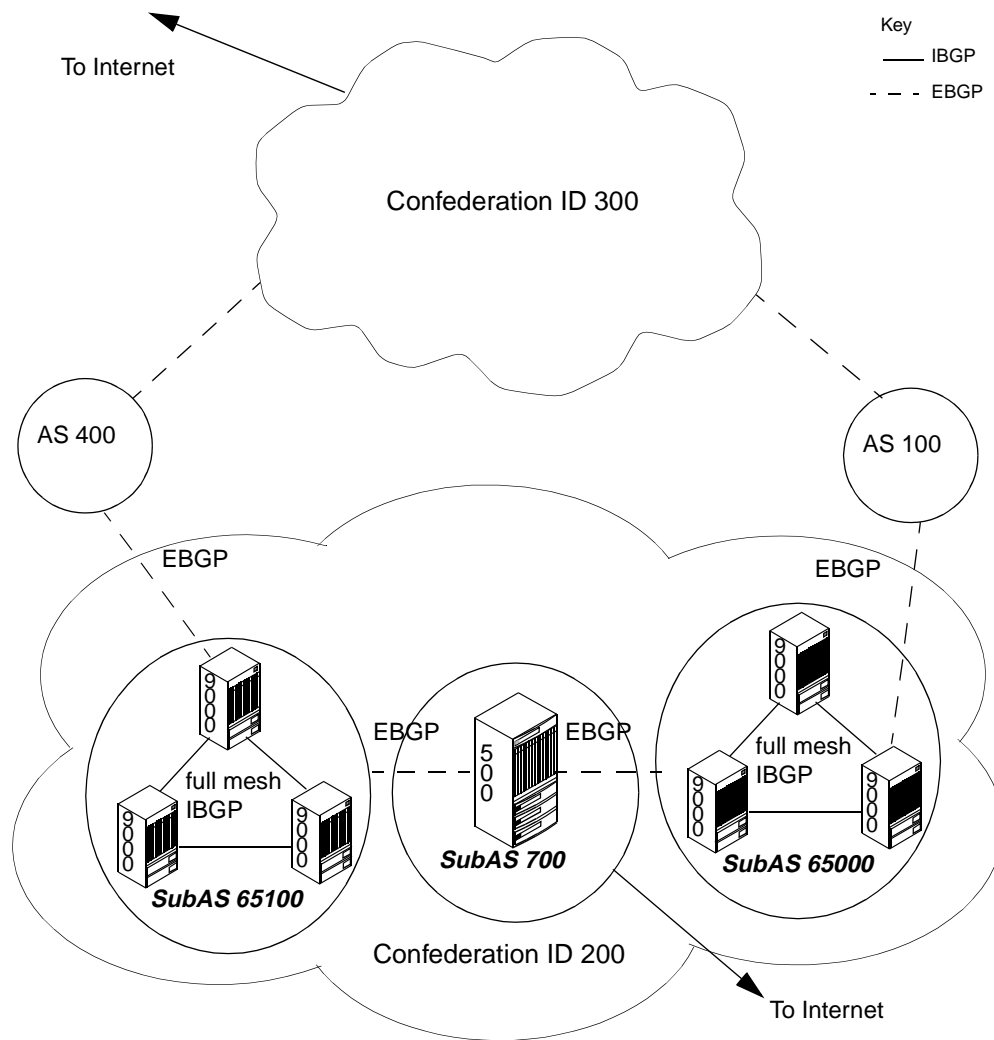 Key
IBGP
EBGP
To Internet
Confederation ID 300
AS 400
AS 100
EBGP
EBGP
9000
9000
9000
full mesh
IBGP
SubAS 65100
EBGP
500
EBGP
SubAS 700
9000
9000
9000
full mesh
IBGP
SubAS 65000
Confederation ID 200
To Internet